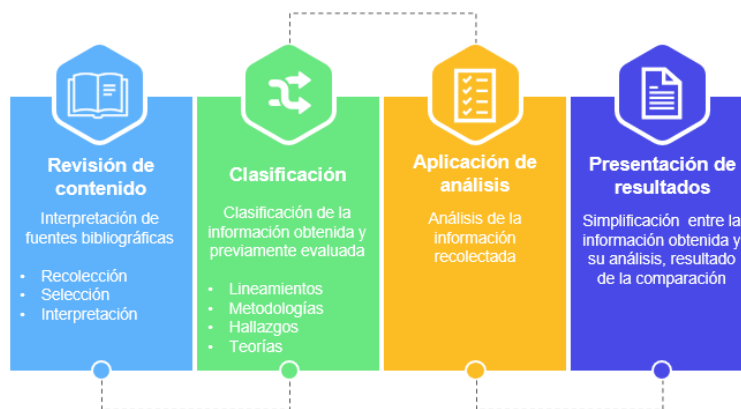 Revisión de
contenido
Interpretación de
fuentes bibliográficas
• Recolección
• Selección
• Interpretación
Clasificación
Clasificación de la
información obtenida y
previamente evaluada
• Lineamientos
• Metodologías
• Hallazgos
• Teorías
Aplicación de
análisis
Análisis de la
información
recolectada
Presentación de
resultados
Simplificación entre la
información obtenida y
su análisis, resultado
de la comparación